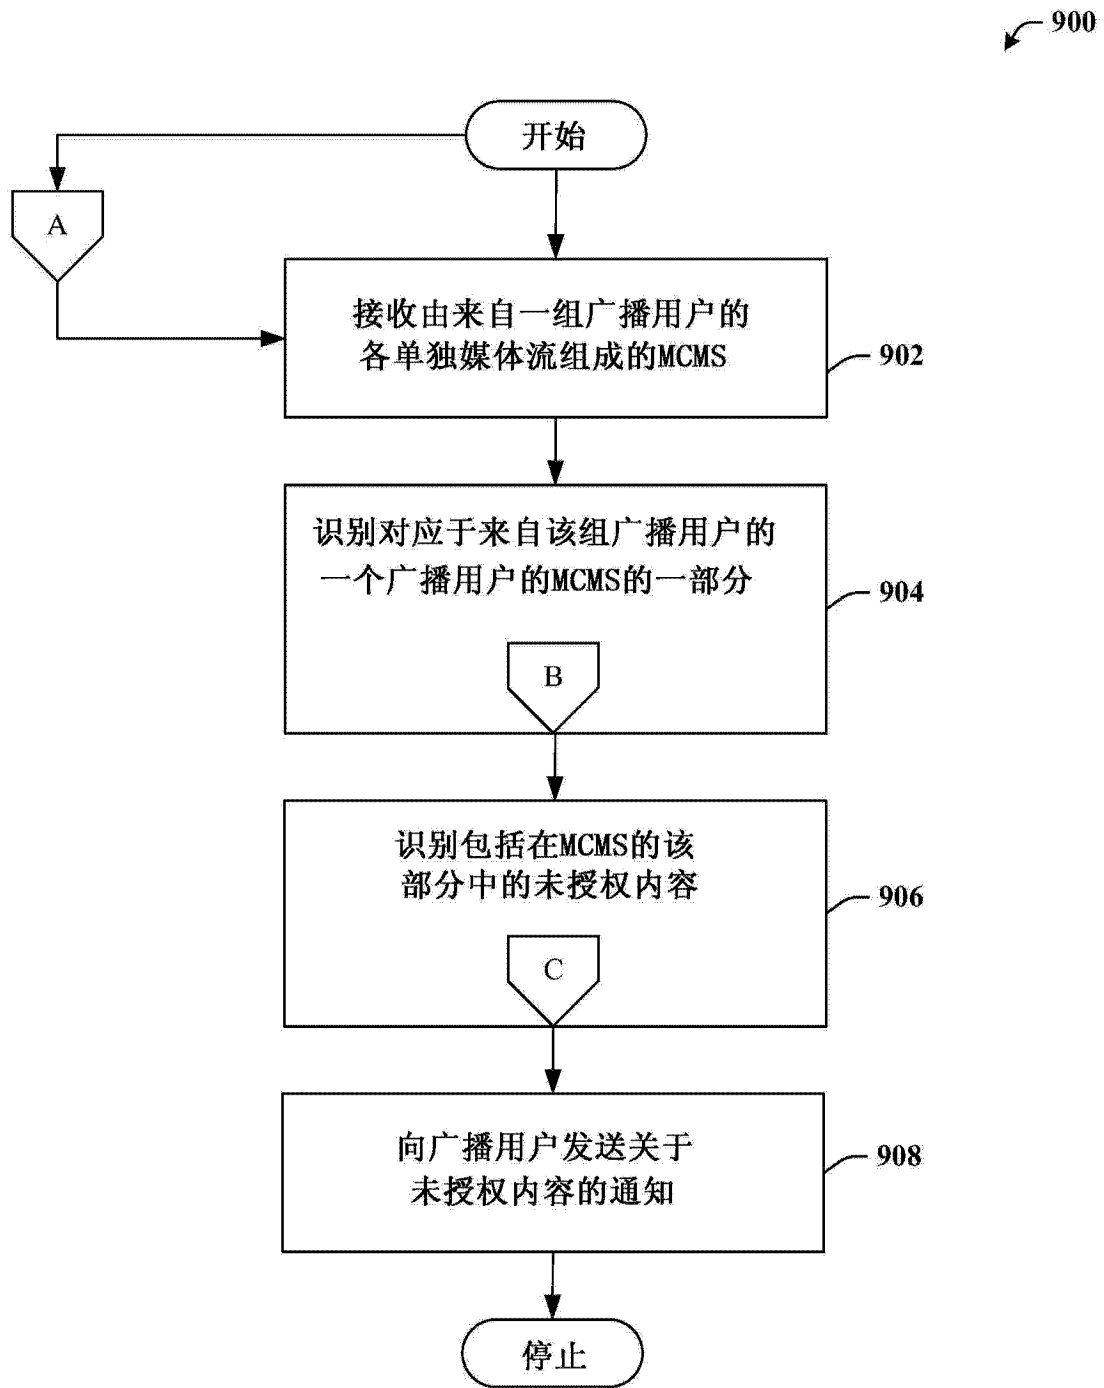 900
开始
A
接收由来自一组广播用户的
各单独媒体流组成的MCMS
902
识别对应于来自该组广播用户的
一个广播用户的MCMS的一部分
904
B
识别包括在MCMS的该
部分中的未授权内容
906
C
向广播用户发送关于
未授权内容的通知
908
停止